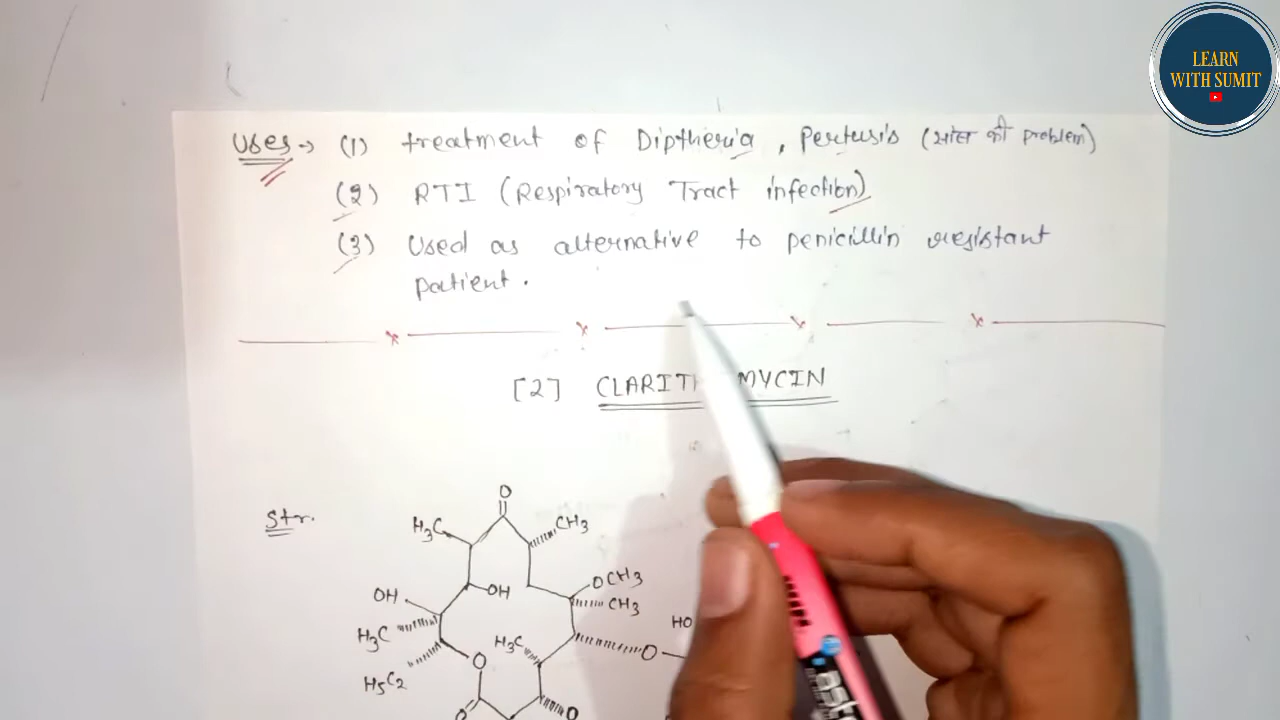 LEARN
WITH SUMIT
Uses → (1) treatment of Diptheria, Pertusis (सांस की problem)
(2) RTI (Respiratory Tract infection)
(3) Used as alternative to penicillin resistant
patient.
[2] CLARITH MYCIN
Str.
O
H3C CH3
OH OH OCH3
CH3
H3C H3C HO
O O
H5C2
O O